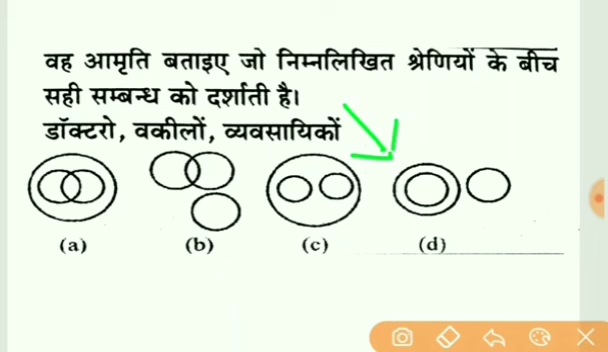 वह आमृति बताइए जो निम्नलिखित श्रेणियों के बीच
सही सम्बन्ध को दर्शाती है।
डॉक्टरो, वकीलों, व्यवसायिकों
(a) (b) (c) (d)